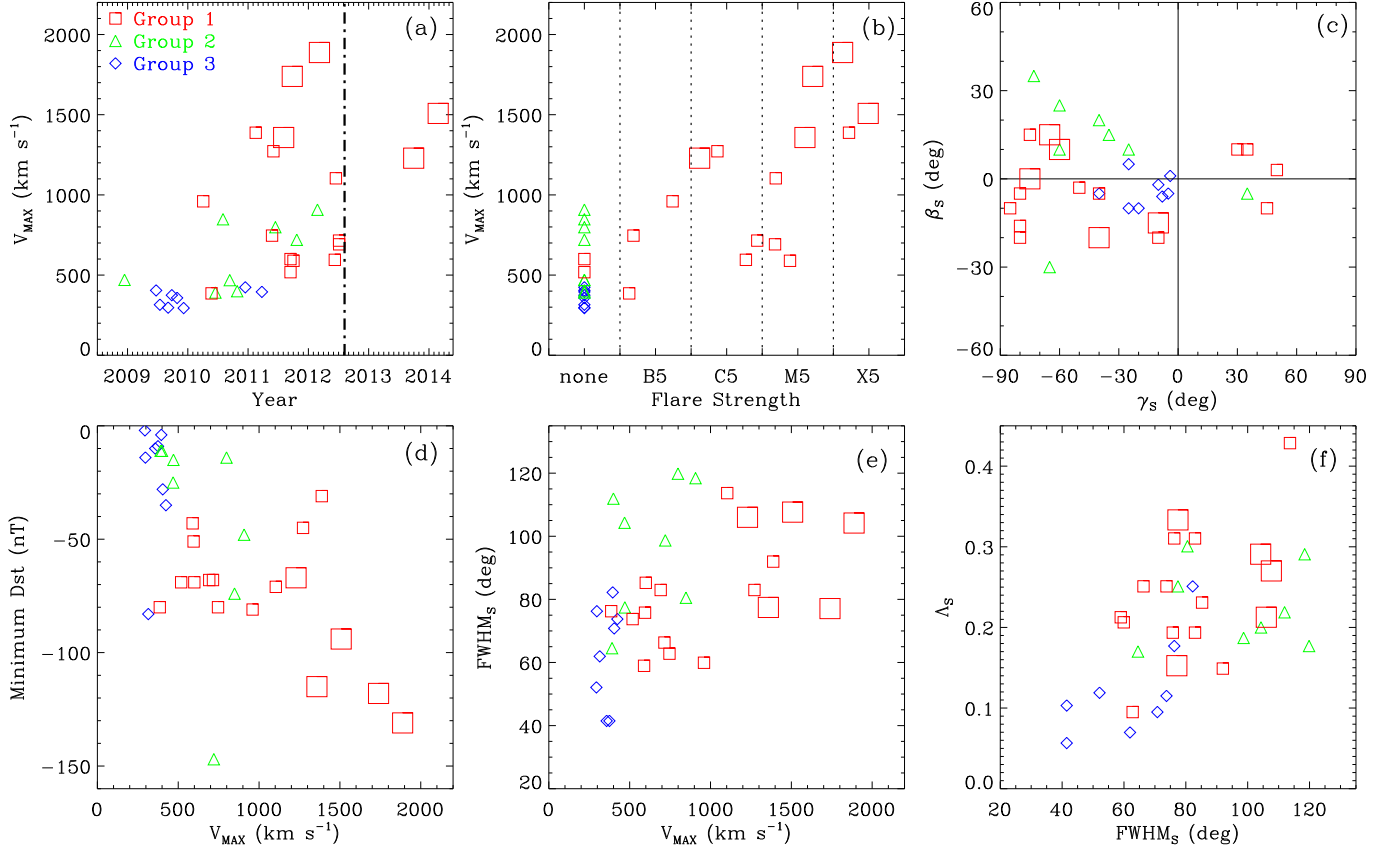 (a)
Group 1
Group 2
Group 3
2000
1500
1000
500
0
V_MAX (km s⁻¹)
2009 2010 2011 2012 2013 2014
Year
(b)
2000
1500
1000
500
0
V_MAX (km s⁻¹)
none B5 C5 M5 X5
Flare Strength
(c)
60
30
0
−30
−60
β_S (deg)
−90 −60 −30 0 30 60 90
γ_S (deg)
(d)
0
−50
−100
−150
Minimum Dst (nT)
0 500 1000 1500 2000
V_MAX (km s⁻¹)
(e)
120
100
80
60
40
20
FWHM_S (deg)
0 500 1000 1500 2000
V_MAX (km s⁻¹)
(f)
0.4
0.3
0.2
0.1
0.0
Λ_S
20 40 60 80 100 120
FWHM_S (deg)